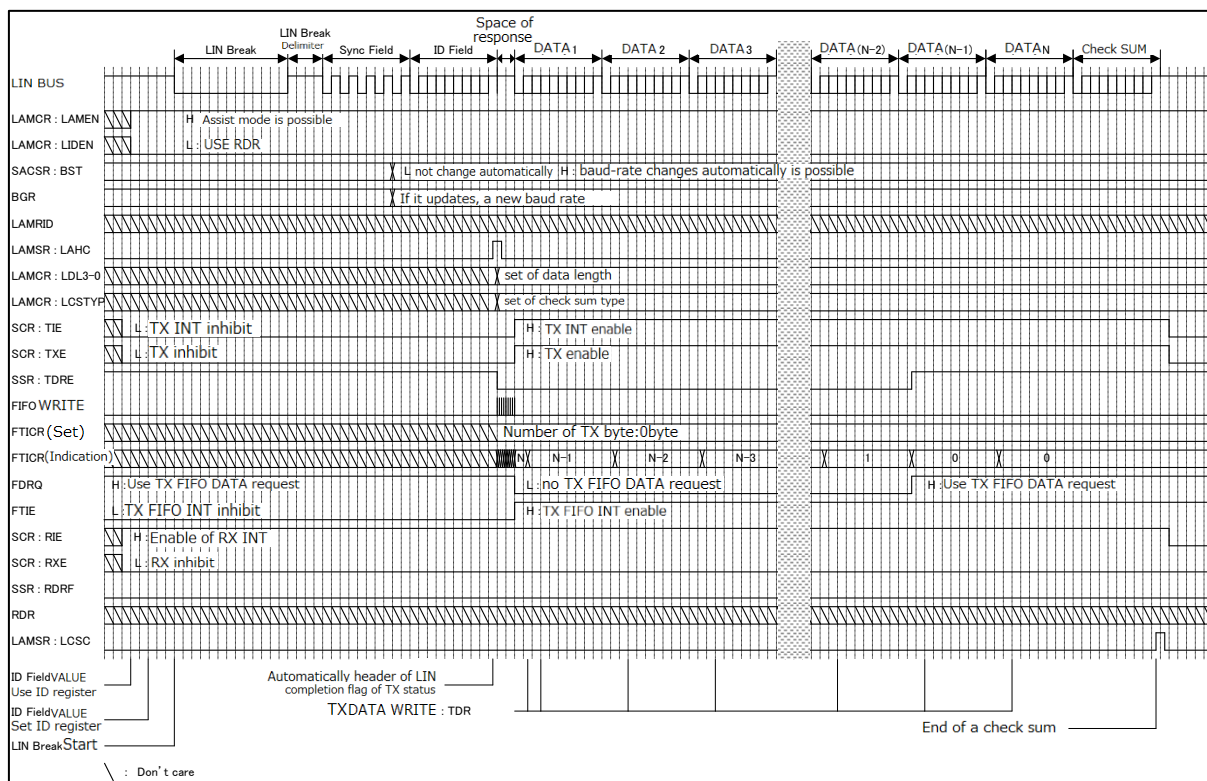 Space of
response
LIN Break
LIN Break
Delimiter
Sync Field
ID Field
DATA1
DATA2
DATA3
DATA(N-2)
DATA(N-1)
DATAN
Check SUM
LIN BUS
LAMCR : LAMEN
H Assist mode is possible
LAMCR : LIDEN
L : USE RDR
SACSR : BST
L not change automatically H : baud-rate changes automatically is possible
BGR
If it updates, a new baud rate
LAMRID
LAMSR : LAHC
LAMCR : LDL3-0
set of data length
LAMCR : LCSTYP
set of check sum type
SCR : TIE
L : TX INT inhibit
H : TX INT enable
SCR : TXE
L : TX inhibit
H : TX enable
SSR : TDRE
FIFO WRITE
FTICR (Set)
Number of TX byte:0byte
FTICR(Indication)
N N-1 N-2 N-3 1 0 0
FDRQ
H :Use TX FIFO DATA request
L : no TX FIFO DATA request
H : Use TX FIFO DATA request
FTIE
L :TX FIFO INT inhibit
H : TX FIFO INT enable
SCR : RIE
H : Enable of RX INT
SCR : RXE
L : RX inhibit
SSR : RDRF
RDR
LAMSR : LCSC
ID FieldVALUE
Use ID register
ID FieldVALUE
Set ID register
LIN BreakStart
Automatically header of LIN
completion flag of TX status
TXDATA WRITE : TDR
End of a check sum
\ : Don't care